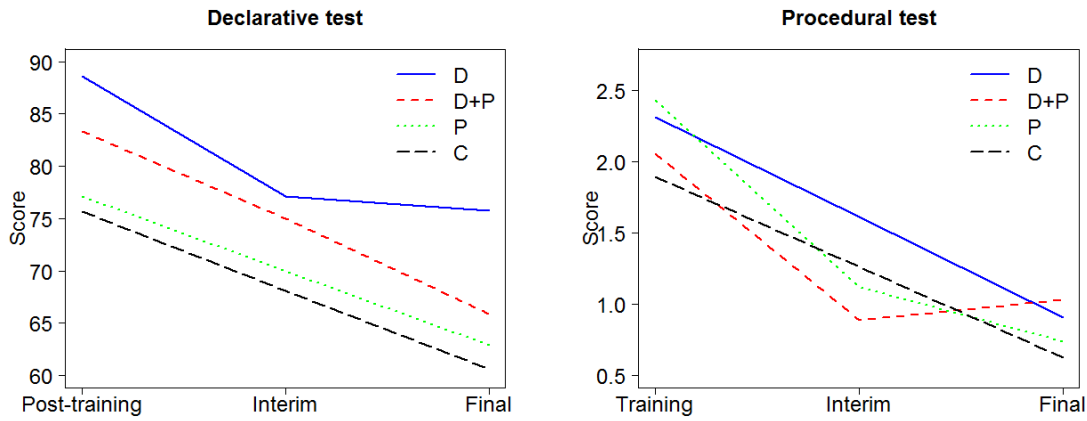 Declarative test
Score
90
85
80
75
70
65
60
Post-training
Interim
Final
D
D+P
P
C
Procedural test
Score
2.5
2.0
1.5
1.0
0.5
Training
Interim
Final
D
D+P
P
C